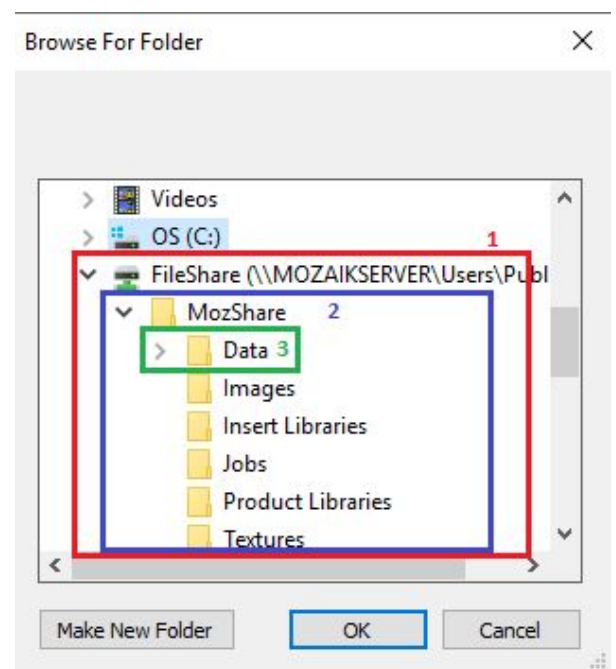 Browse For Folder
Videos
OS (C:)
1
FileShare (\\MOZAIKSERVER\Users\Publ
MozShare 2
Data 3
Images
Insert Libraries
Jobs
Product Libraries
Textures
Make New Folder OK Cancel